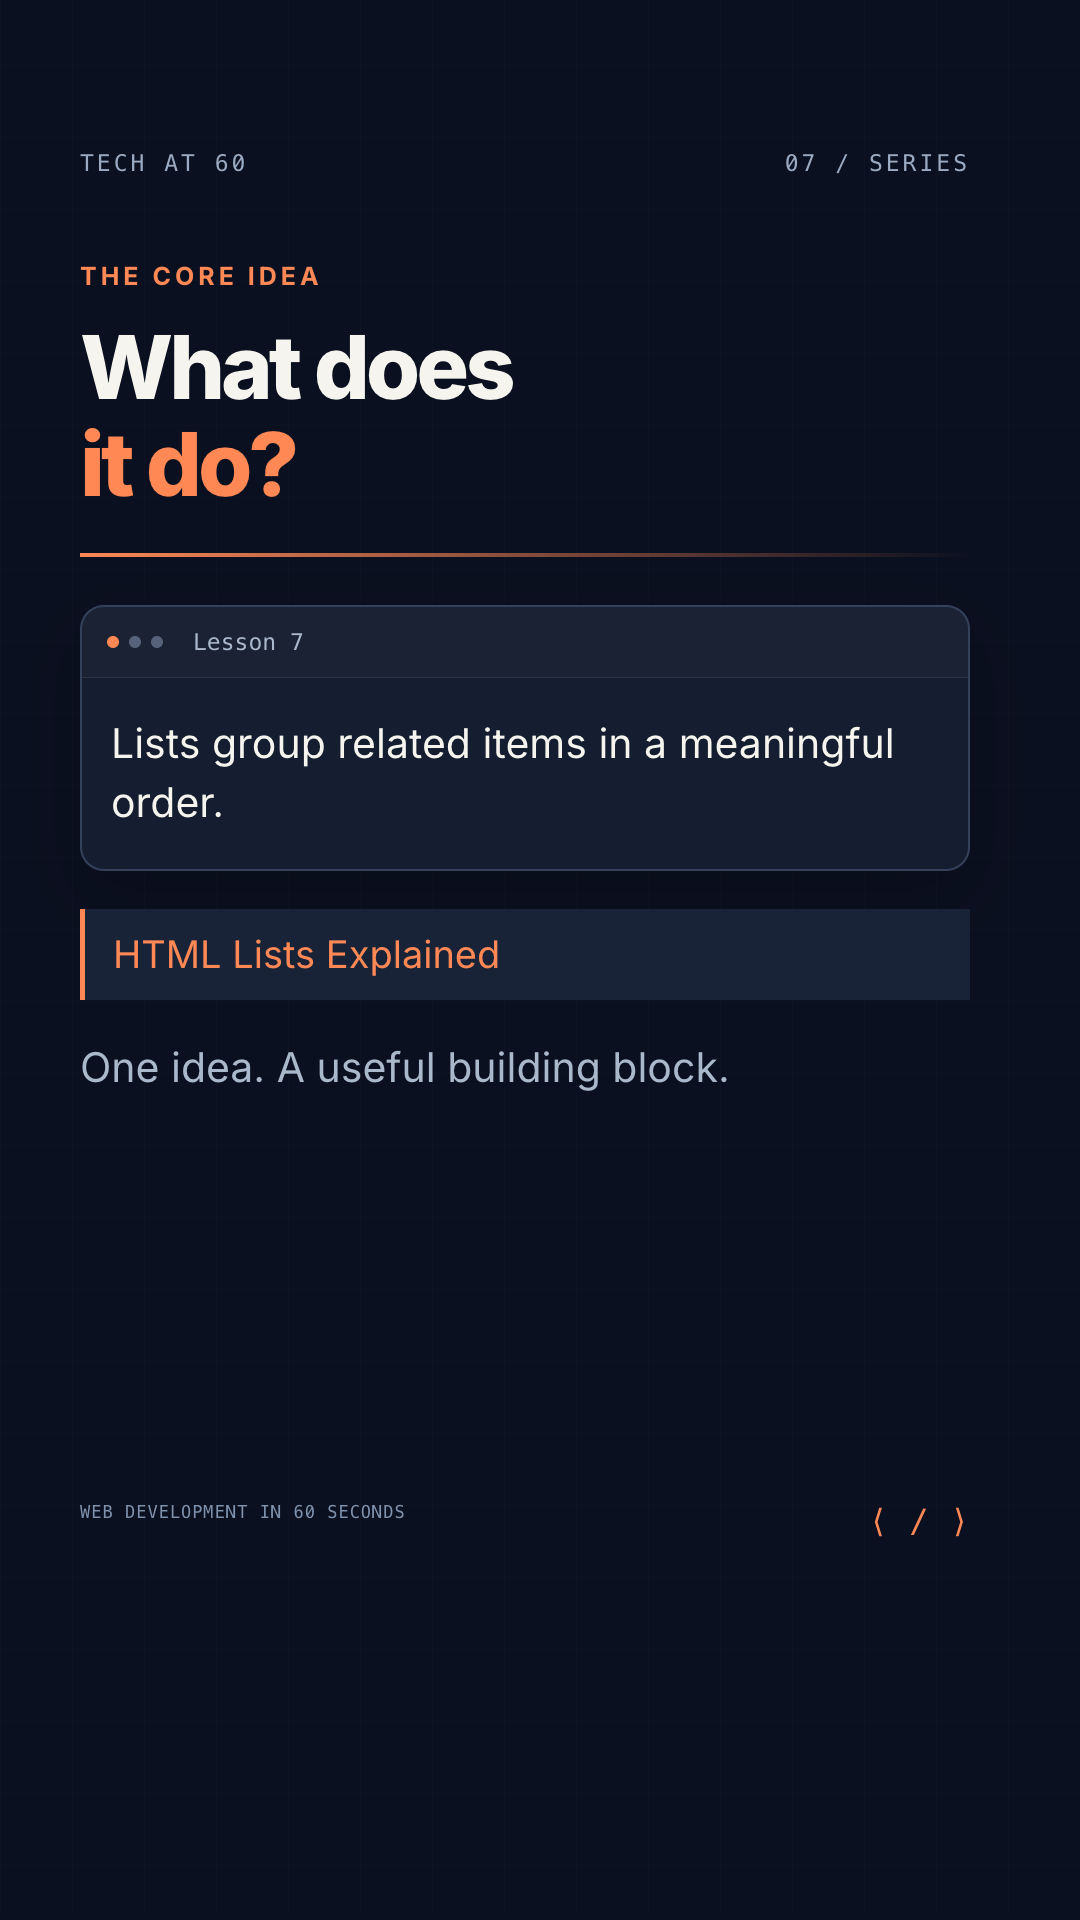 TECH AT 60
07 / SERIES
THE CORE IDEA
What does
it do?
Lesson 7
Lists group related items in a meaningful
order.
HTML Lists Explained
One idea. A useful building block.
WEB DEVELOPMENT IN 60 SECONDS
⟨ / ⟩